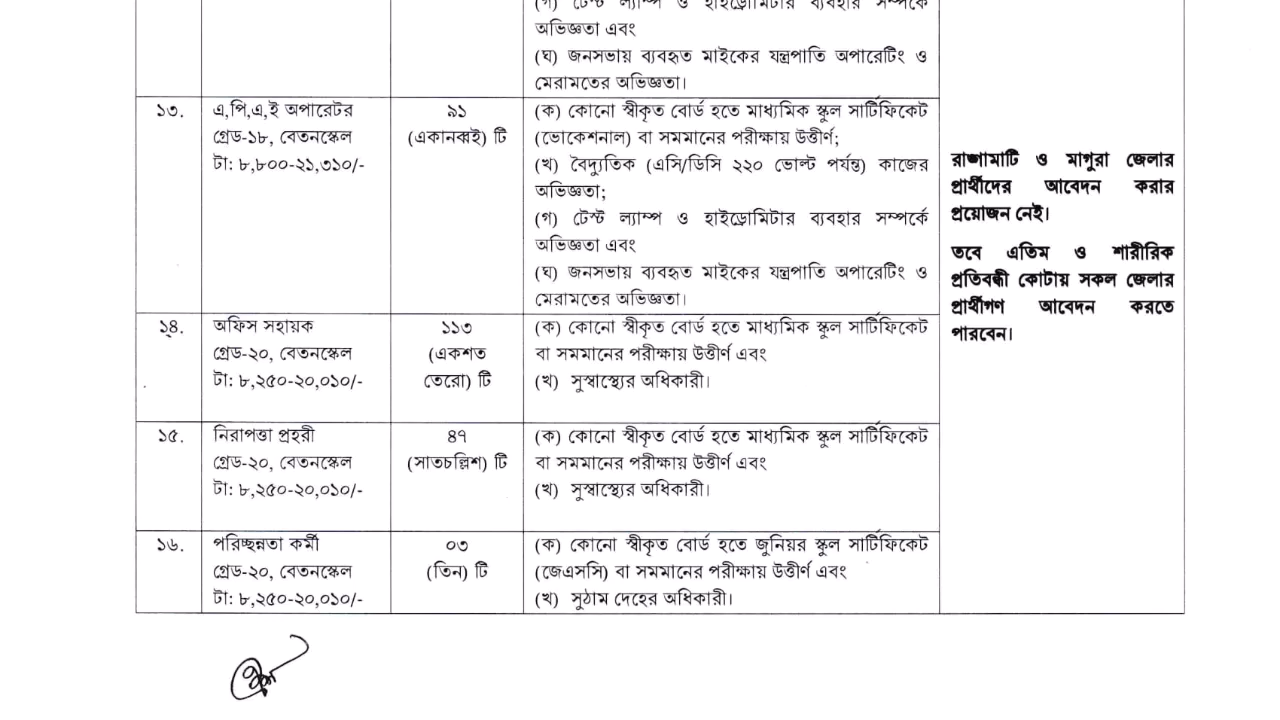 (গ) টেস্ট ল্যাম্প ও হাইড্রোমিটার ব্যবহার সম্পর্কে
অভিজ্ঞতা এবং
(ঘ) জনসভায় ব্যবহৃত মাইকের যন্ত্রপাতি অপারেটিং ও
মেরামতের অভিজ্ঞতা।
১৩.
এ,পি,এ,ই অপারেটর
গ্রেড-১৮, বেতনস্কেল
টা: ৮,৮০০-২১,৩১০/-
৯১
(একানব্বই) টি
(ক) কোনো স্বীকৃত বোর্ড হতে মাধ্যমিক স্কুল সার্টিফিকেট
(ভোকেশনাল) বা সমমানের পরীক্ষায় উত্তীর্ণ;
(খ) বৈদ্যুতিক (এসি/ডিসি ২২০ ভোল্ট পর্যন্ত) কাজের
অভিজ্ঞতা;
(গ) টেস্ট ল্যাম্প ও হাইড্রোমিটার ব্যবহার সম্পর্কে
অভিজ্ঞতা এবং
(ঘ) জনসভায় ব্যবহৃত মাইকের যন্ত্রপাতি অপারেটিং ও
মেরামতের অভিজ্ঞতা।
রাঙ্গামাটি ও মাগুরা জেলার
প্রার্থীদের আবেদন করার
প্রয়োজন নেই।
তবে এতিম ও শারীরিক
প্রতিবন্ধী কোটায় সকল জেলার
প্রার্থীগণ আবেদন করতে
পারবেন।
১৪.
অফিস সহায়ক
গ্রেড-২০, বেতনস্কেল
টা: ৮,২৫০-২০,০১০/-
১১৩
(একশত
তেরো) টি
(ক) কোনো স্বীকৃত বোর্ড হতে মাধ্যমিক স্কুল সার্টিফিকেট
বা সমমানের পরীক্ষায় উত্তীর্ণ এবং
(খ) সুস্বাস্থ্যের অধিকারী।
১৫.
নিরাপত্তা প্রহরী
গ্রেড-২০, বেতনস্কেল
টা: ৮,২৫০-২০,০১০/-
৪৭
(সাতচল্লিশ) টি
(ক) কোনো স্বীকৃত বোর্ড হতে মাধ্যমিক স্কুল সার্টিফিকেট
বা সমমানের পরীক্ষায় উত্তীর্ণ এবং
(খ) সুস্বাস্থ্যের অধিকারী।
১৬.
পরিচ্ছন্নতা কর্মী
গ্রেড-২০, বেতনস্কেল
টা: ৮,২৫০-২০,০১০/-
০৩
(তিন) টি
(ক) কোনো স্বীকৃত বোর্ড হতে জুনিয়র স্কুল সার্টিফিকেট
(জেএসসি) বা সমমানের পরীক্ষায় উত্তীর্ণ এবং
(খ) সুঠাম দেহের অধিকারী।